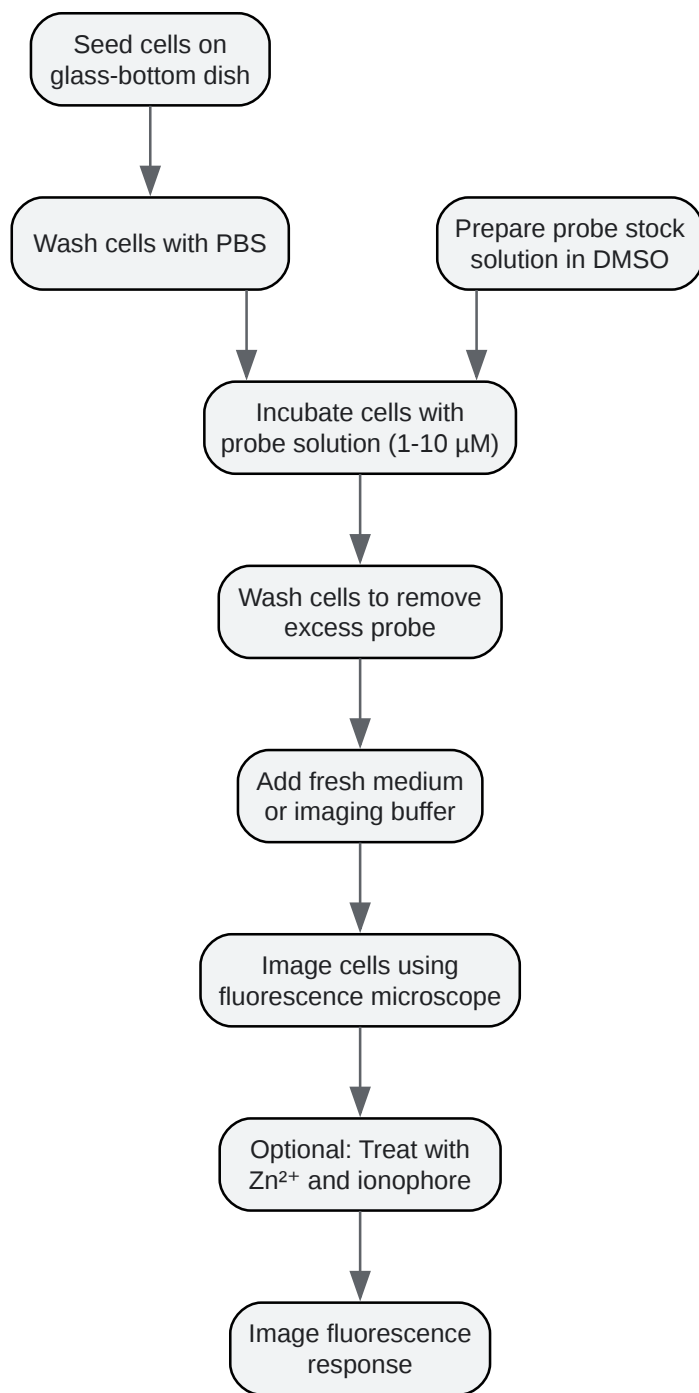 Seed cells on
glass-bottom dish
Wash cells with PBS
Prepare probe stock
solution in DMSO
Incubate cells with
probe solution (1-10 µM)
Wash cells to remove
excess probe
Add fresh medium
or imaging buffer
Image cells using
fluorescence microscope
Optional: Treat with
Zn²⁺ and ionophore
Image fluorescence
response